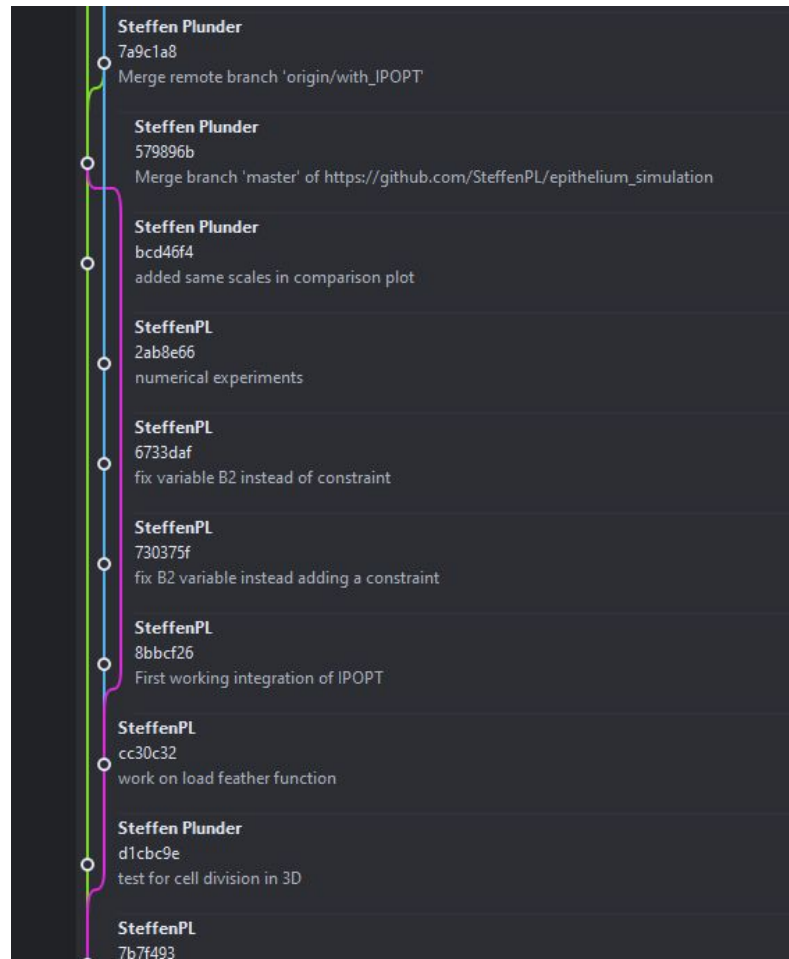 Steffen Plunder
7a9c1a8
Merge remote branch 'origin/with_IPOPT'
Steffen Plunder
579896b
Merge branch 'master' of https://github.com/SteffenPL/epithelium_simulation
Steffen Plunder
bcd46f4
added same scales in comparison plot
SteffenPL
2ab8e66
numerical experiments
SteffenPL
6733daf
fix variable B2 instead of constraint
SteffenPL
730375f
fix B2 variable instead adding a constraint
SteffenPL
8bbcf26
First working integration of IPOPT
SteffenPL
cc30c32
work on load feather function
Steffen Plunder
d1cbc9e
test for cell division in 3D
SteffenPL
7b7f493